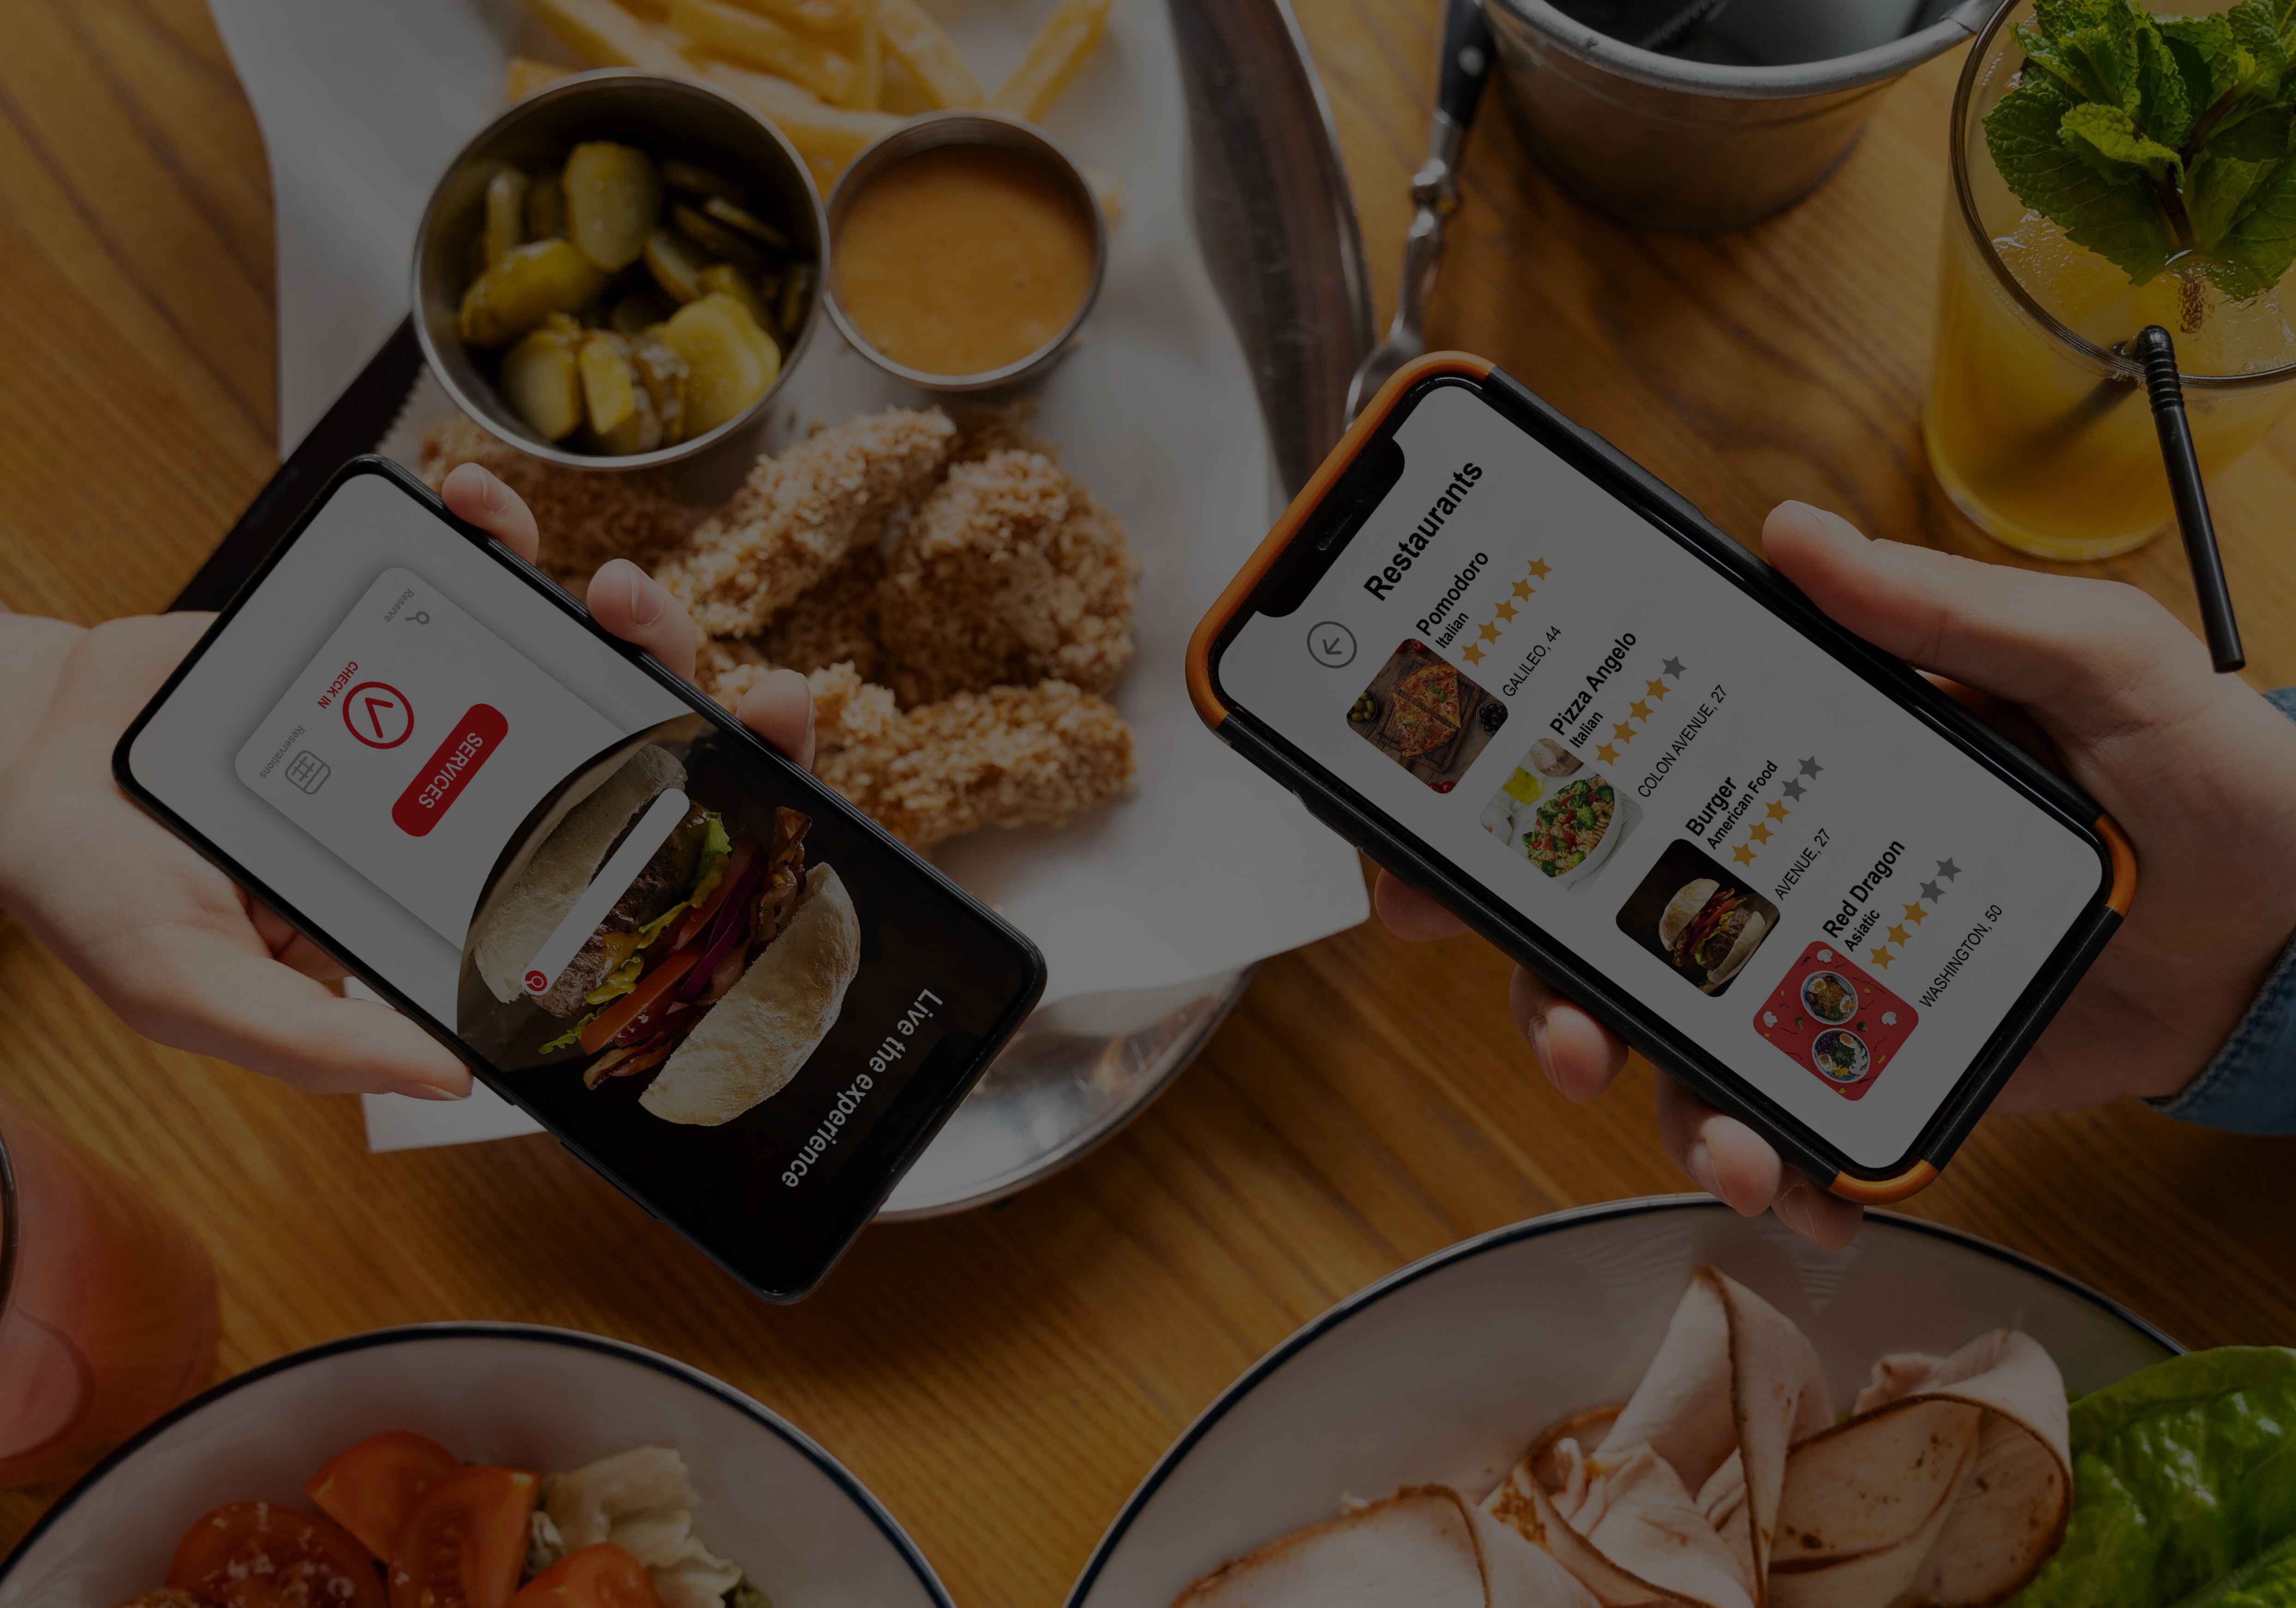 Live the experience
SERVICES
Reservations
CHECK IN
Reserve
Restaurants
Pomodoro
Italian
GALILEO, 44
Pizza Angelo
Italian
COLON AVENUE, 27
Burger
American Food
AVENUE, 27
Red Dragon
Asiatic
WASHINGTON, 50